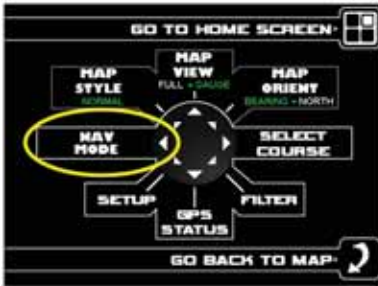 GO TO HOME SCREEN
MAP VIEW
FULL + GAUGE
MAP STYLE
NORMAL
MAP ORIENT
BEARING + NORTH
NAV MODE
SELECT COURSE
SETUP
GPS STATUS
FILTER
GO BACK TO MAP